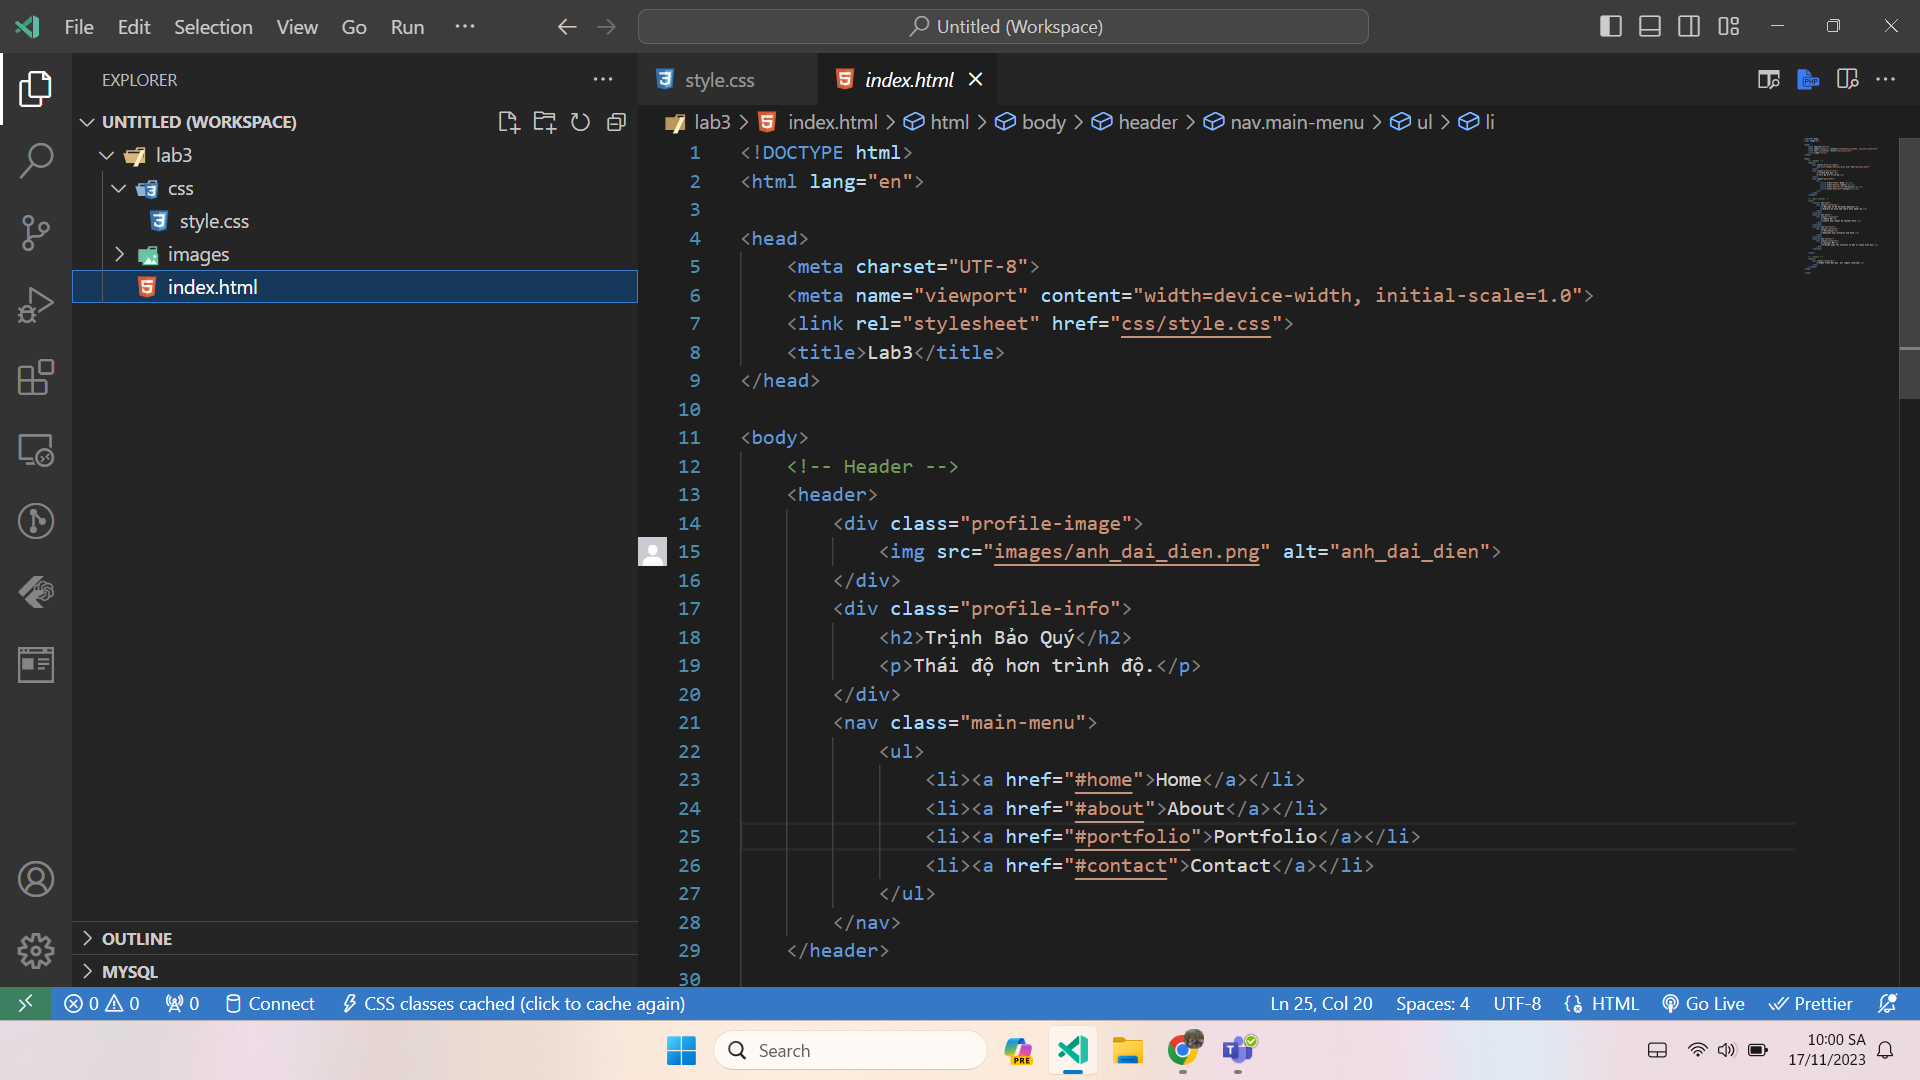 File Edit Selection View Go Run ··· Untitled (Workspace)
EXPLORER
UNTITLED (WORKSPACE)
lab3
css
style.css
images
index.html
OUTLINE
MYSQL
style.css index.html
lab3 > index.html > html > body > header > nav.main-menu > ul > li
1 <!DOCTYPE html>
2 <html lang="en">
3
4 <head>
5 <meta charset="UTF-8">
6 <meta name="viewport" content="width=device-width, initial-scale=1.0">
7 <link rel="stylesheet" href="css/style.css">
8 <title>Lab3</title>
9 </head>
10
11 <body>
12 <!-- Header -->
13 <header>
14 <div class="profile-image">
15 <img src="images/anh_dai_dien.png" alt="anh_dai_dien">
16 </div>
17 <div class="profile-info">
18 <h2>Trịnh Bảo Quý</h2>
19 <p>Thái độ hơn trình độ.</p>
20 </div>
21 <nav class="main-menu">
22 <ul>
23 <li><a href="#home">Home</a></li>
24 <li><a href="#about">About</a></li>
25 <li><a href="#portfolio">Portfolio</a></li>
26 <li><a href="#contact">Contact</a></li>
27 </ul>
28 </nav>
29 </header>
30
0 0 0 Connect CSS classes cached (click to cache again) Ln 25, Col 20 Spaces: 4 UTF-8 {} HTML Go Live Prettier
Search PRE
10:00 SA
17/11/2023